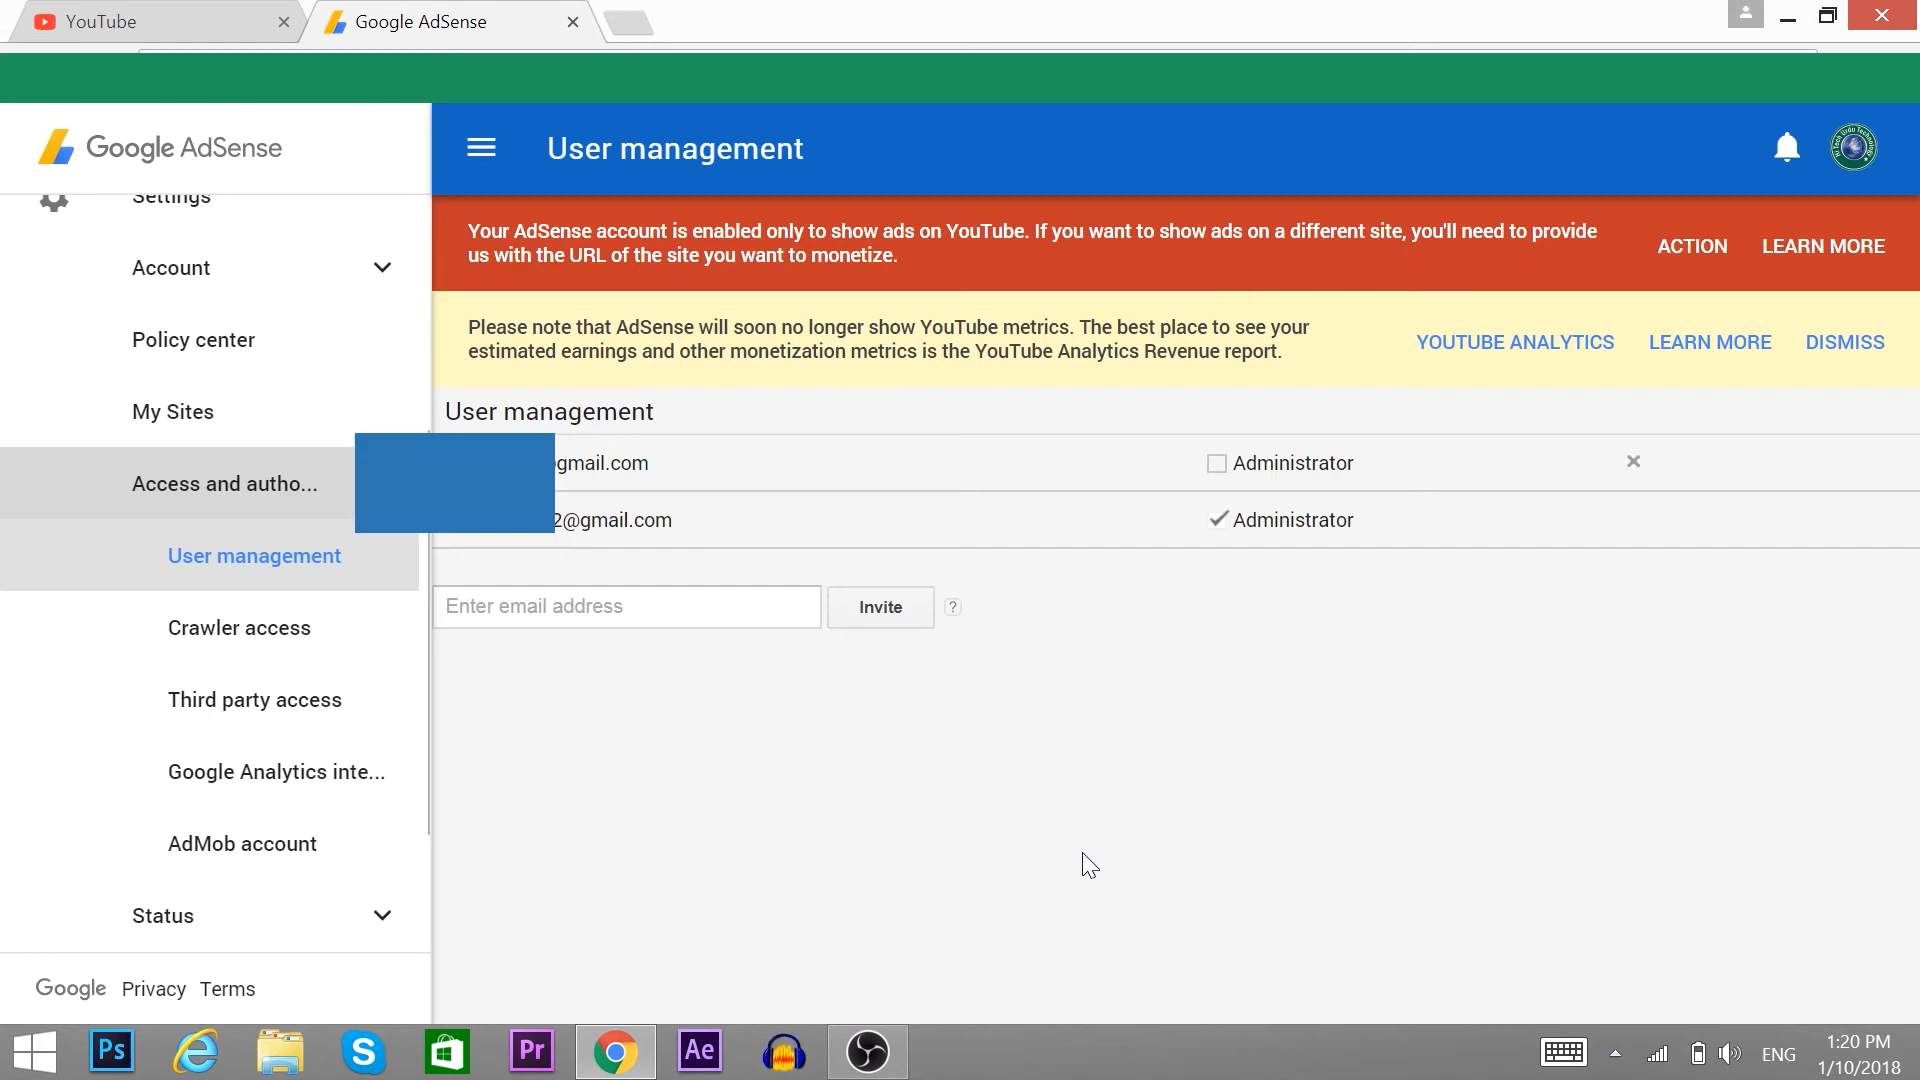 YouTube
Google AdSense
Google AdSense
User management
Settings
Your AdSense account is enabled only to show ads on YouTube. If you want to show ads on a different site, you'll need to provide
us with the URL of the site you want to monetize.
ACTION LEARN MORE
Account
Please note that AdSense will soon no longer show YouTube metrics. The best place to see your
estimated earnings and other monetization metrics is the YouTube Analytics Revenue report.
YOUTUBE ANALYTICS LEARN MORE DISMISS
Policy center
My Sites
User management
gmail.com Administrator
Access and autho...
2@gmail.com Administrator
User management
Enter email address Invite ?
Crawler access
Third party access
Google Analytics inte...
AdMob account
Status
Google Privacy Terms
Ps
S
Pr
Ae
ENG
1:20 PM
1/10/2018